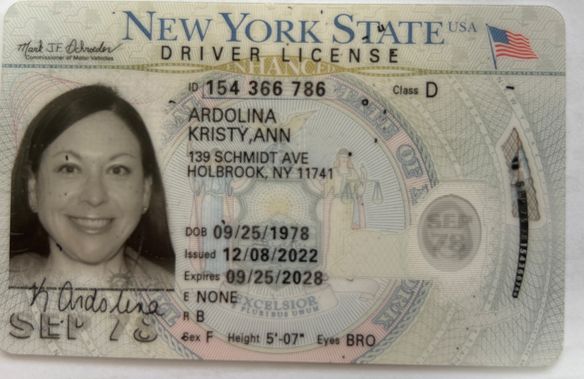 NEW YORK STATE USA
Mark J.F. Schroeder
Commissioner of Motor Vehicles
DRIVER LICENSE
ENHANCED
ID 154 366 786 Class D
ARDOLINA
KRISTY,ANN
139 SCHMIDT AVE
HOLBROOK, NY 11741
DOB 09/25/1978
Issued 12/08/2022
Expires 09/25/2028
E NONE
R B
Sex F Height 5'-07" Eyes BRO
K Ardolina
SEP 78
SEP
78
EXCELSIOR
E PLURIBUS UNUM